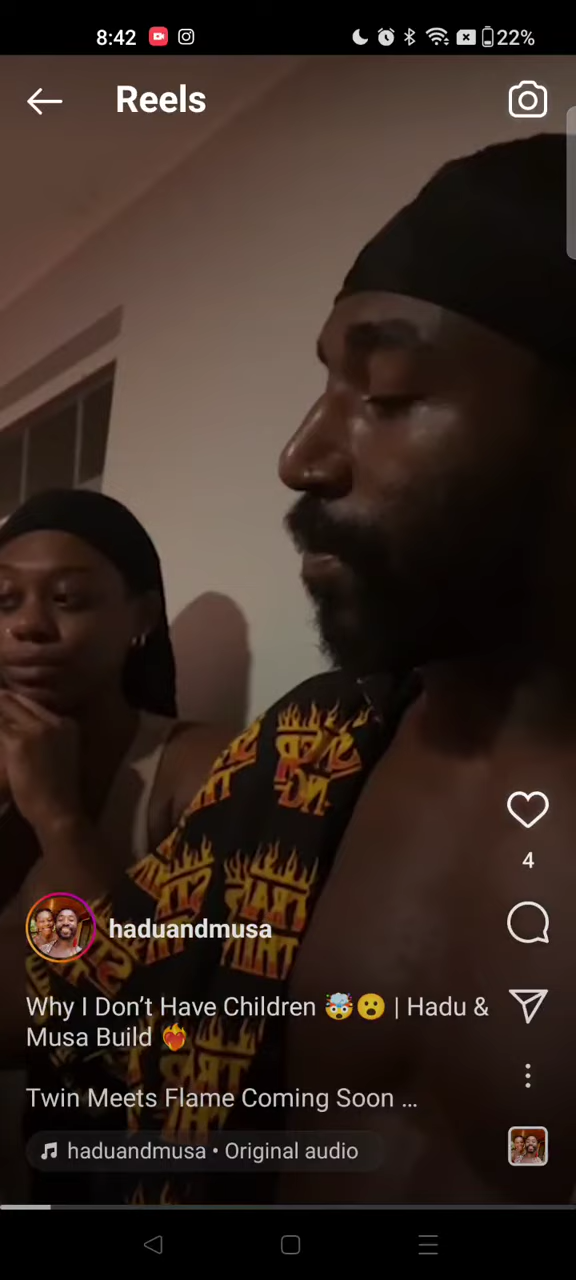 8:42
22%
Reels
4
haduandmusa
Why I Don’t Have Children 🤯😮 | Hadu &
Musa Build ❤️‍🔥
Twin Meets Flame Coming Soon ...
haduandmusa • Original audio